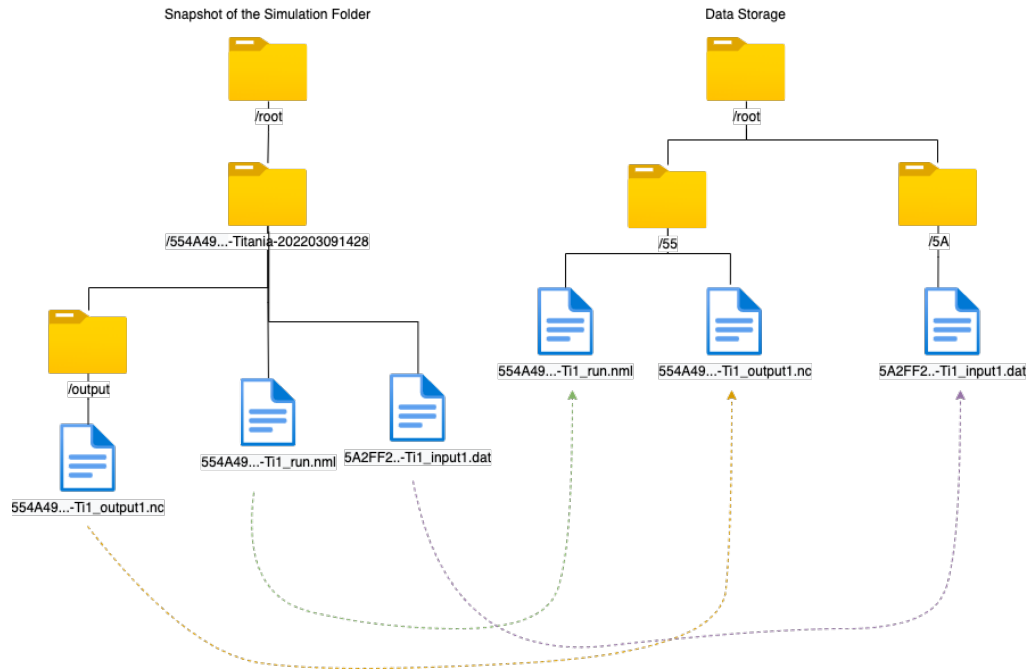 Snapshot of the Simulation Folder
Data Storage
/root
/root
/554A49...-Titania-202203091428
/55
/5A
/output
554A49...-Ti1_run.nml
554A49...-Ti1_output1.nc
5A2FF2..-Ti1_input1.dat
554A49...-Ti1_run.nml
5A2FF2..-Ti1_input1.dat
554A49...-Ti1_output1.nc